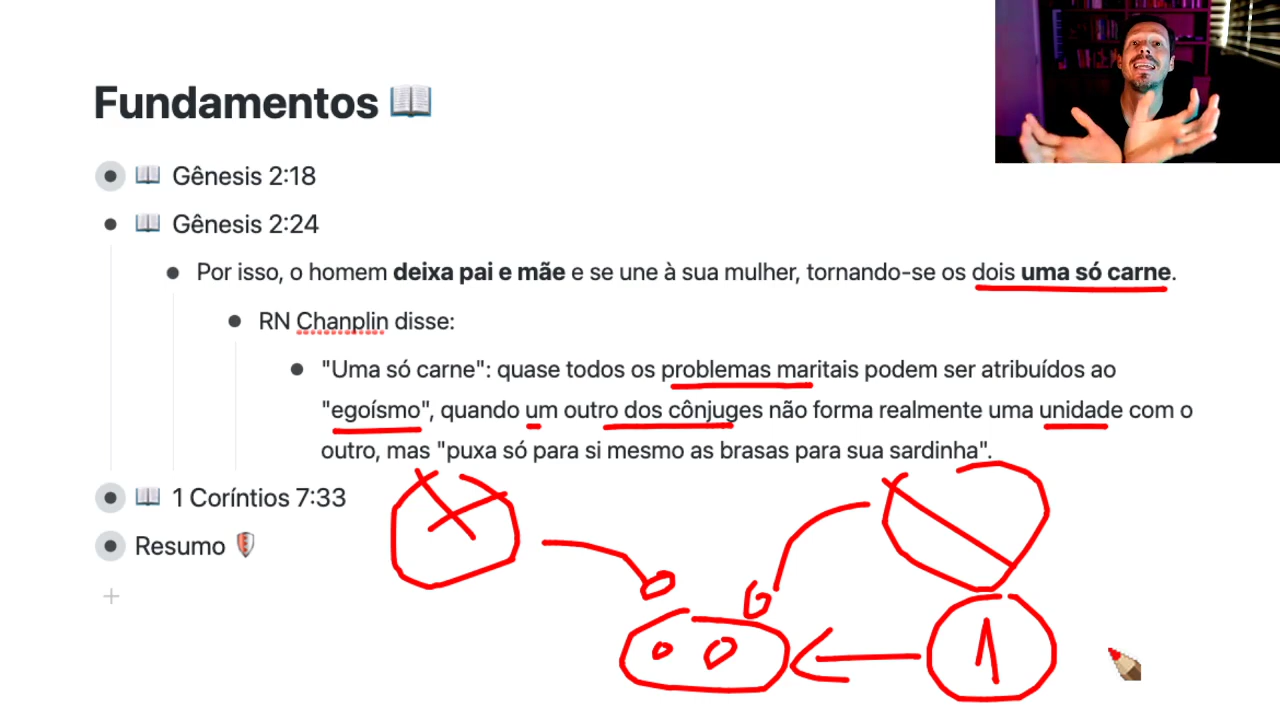 Fundamentos 📖
📖 Gênesis 2:18
📖 Gênesis 2:24
Por isso, o homem deixa pai e mãe e se une à sua mulher, tornando-se os dois uma só carne.
RN Chanplin disse:
"Uma só carne": quase todos os problemas maritais podem ser atribuídos ao
"egoísmo", quando um outro dos cônjuges não forma realmente uma unidade com o
outro, mas "puxa só para si mesmo as brasas para sua sardinha".
📖 1 Coríntios 7:33
Resumo
1